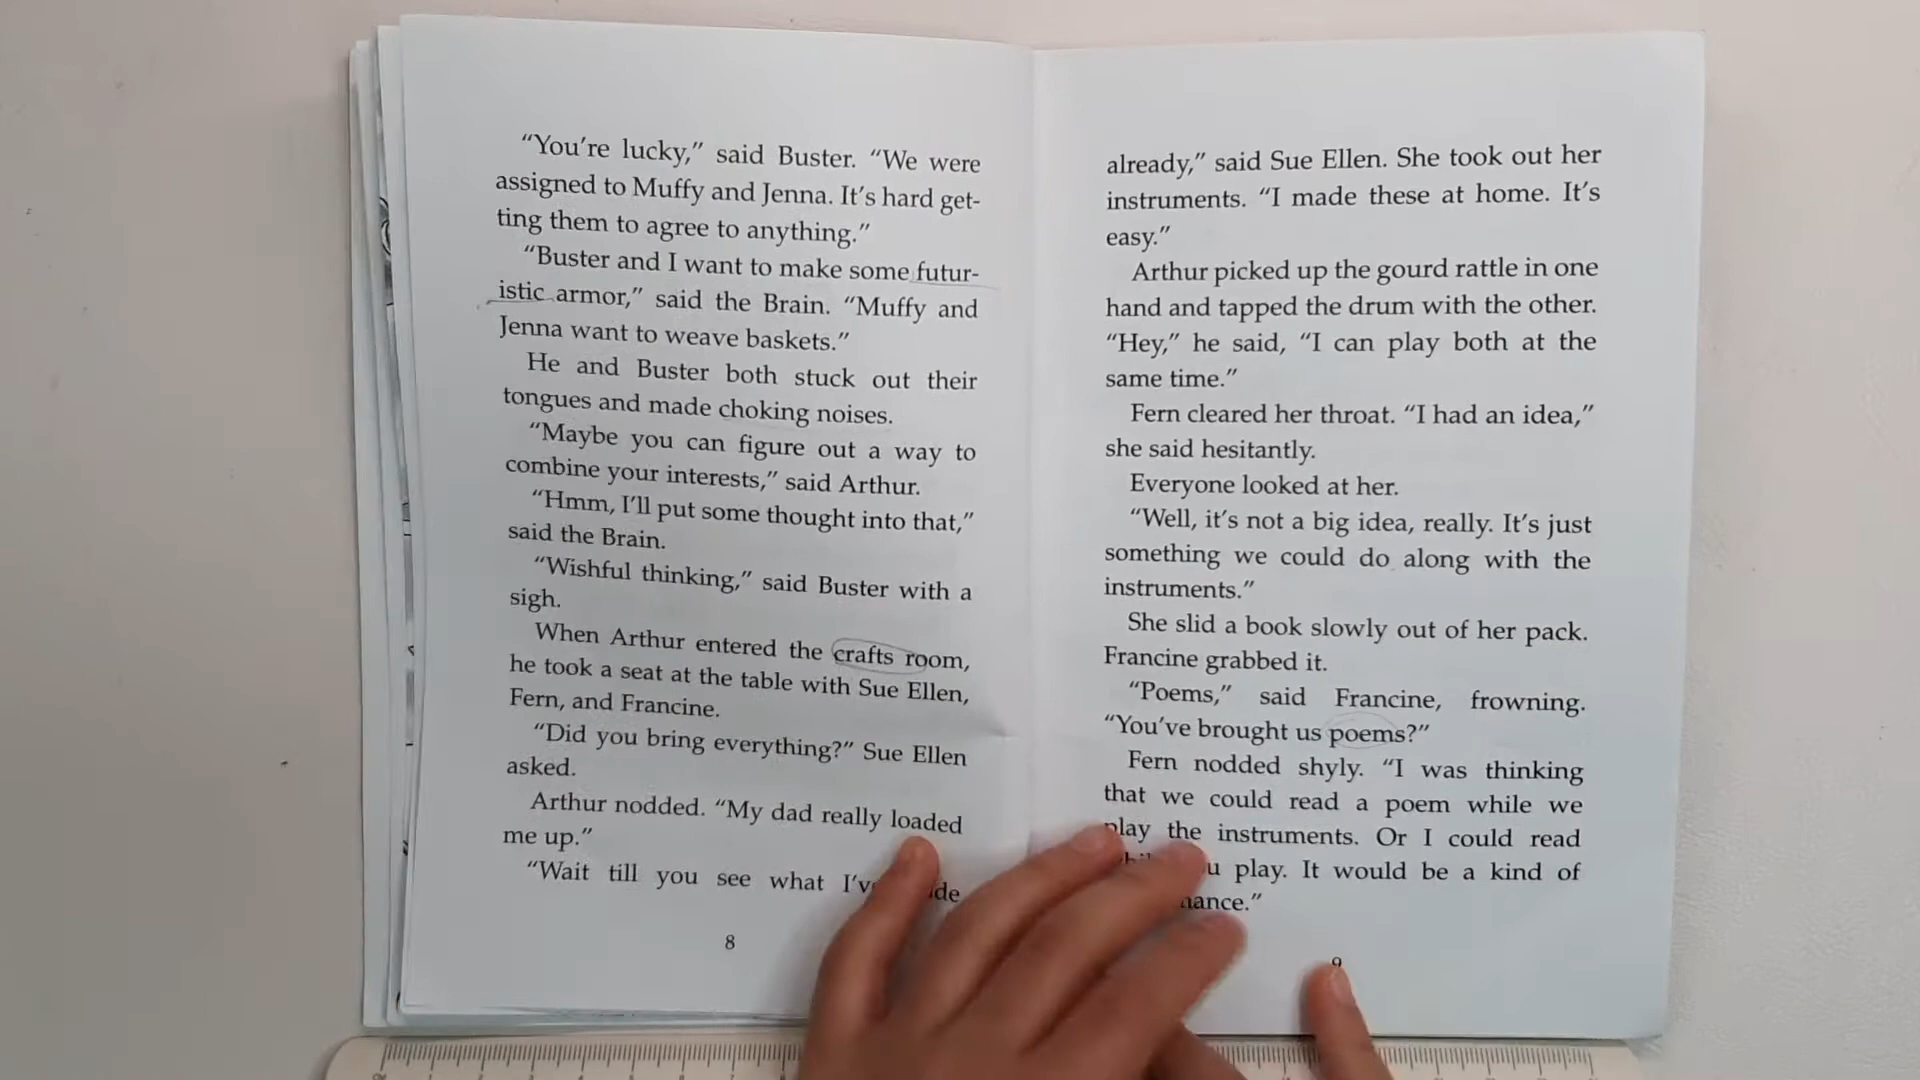 “You’re lucky,” said Buster. “We were
assigned to Muffy and Jenna. It’s hard get-
ting them to agree to anything.”
“Buster and I want to make some futur-
istic armor,” said the Brain. “Muffy and
Jenna want to weave baskets.”
He and Buster both stuck out their
tongues and made choking noises.
“Maybe you can figure out a way to
combine your interests,” said Arthur.
“Hmm, I’ll put some thought into that,”
said the Brain.
“Wishful thinking,” said Buster with a
sigh.
When Arthur entered the crafts room,
he took a seat at the table with Sue Ellen,
Fern, and Francine.
“Did you bring everything?” Sue Ellen
asked.
Arthur nodded. “My dad really loaded
me up.”
“Wait till you see what
8
already,” said Sue Ellen. She took out her
instruments. “I made these at home. It’s
easy.”
Arthur picked up the gourd rattle in one
hand and tapped the drum with the other.
“Hey,” he said, “I can play both at the
same time.”
Fern cleared her throat. “I had an idea,”
she said hesitantly.
Everyone looked at her.
“Well, it’s not a big idea, really. It’s just
something we could do along with the
instruments.”
She slid a book slowly out of her pack.
Francine grabbed it.
“Poems,” said Francine, frowning.
“You’ve brought us poems?”
Fern nodded shyly. “I was thinking
that we could read a poem while we
play the instruments. Or I could read
play. It would be a kind of
9